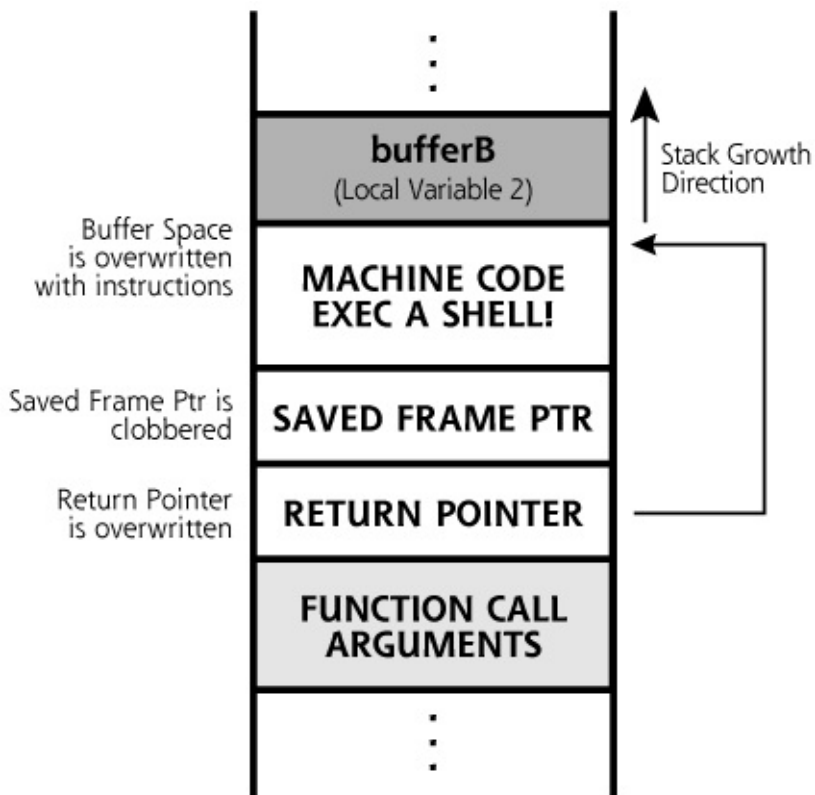 bufferB
(Local Variable 2)
Stack Growth
Direction
Buffer Space
is overwritten
with instructions
MACHINE CODE
EXEC A SHELL!
Saved Frame Ptr is
clobbered
SAVED FRAME PTR
Return Pointer
is overwritten
RETURN POINTER
FUNCTION CALL
ARGUMENTS